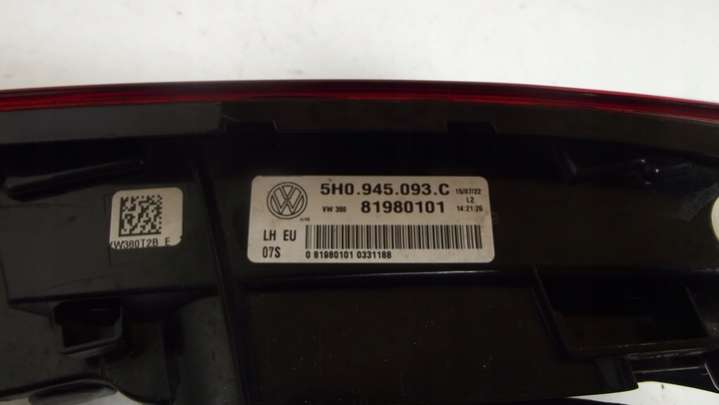 5H0.945.093.C 15/07/22
VW 380 81980101 L2
14:21:26
LH EU
07S
0 81980101 0331188
VW380T2B E